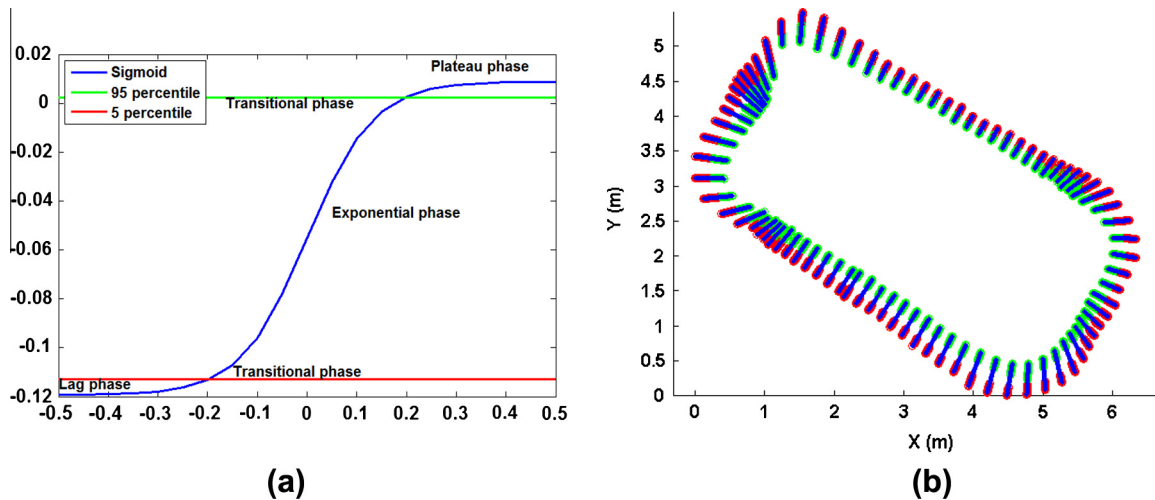 0.02
0
-0.02
-0.04
-0.06
-0.08
-0.1
-0.12
-0.5 -0.4 -0.3 -0.2 -0.1 0 0.1 0.2 0.3 0.4 0.5
Sigmoid
95 percentile
5 percentile
Plateau phase
Transitional phase
Exponential phase
Transitional phase
Lag phase
(a)
5
4.5
4
3.5
3
2.5
2
1.5
1
0.5
0
0 1 2 3 4 5 6
Y (m)
X (m)
(b)